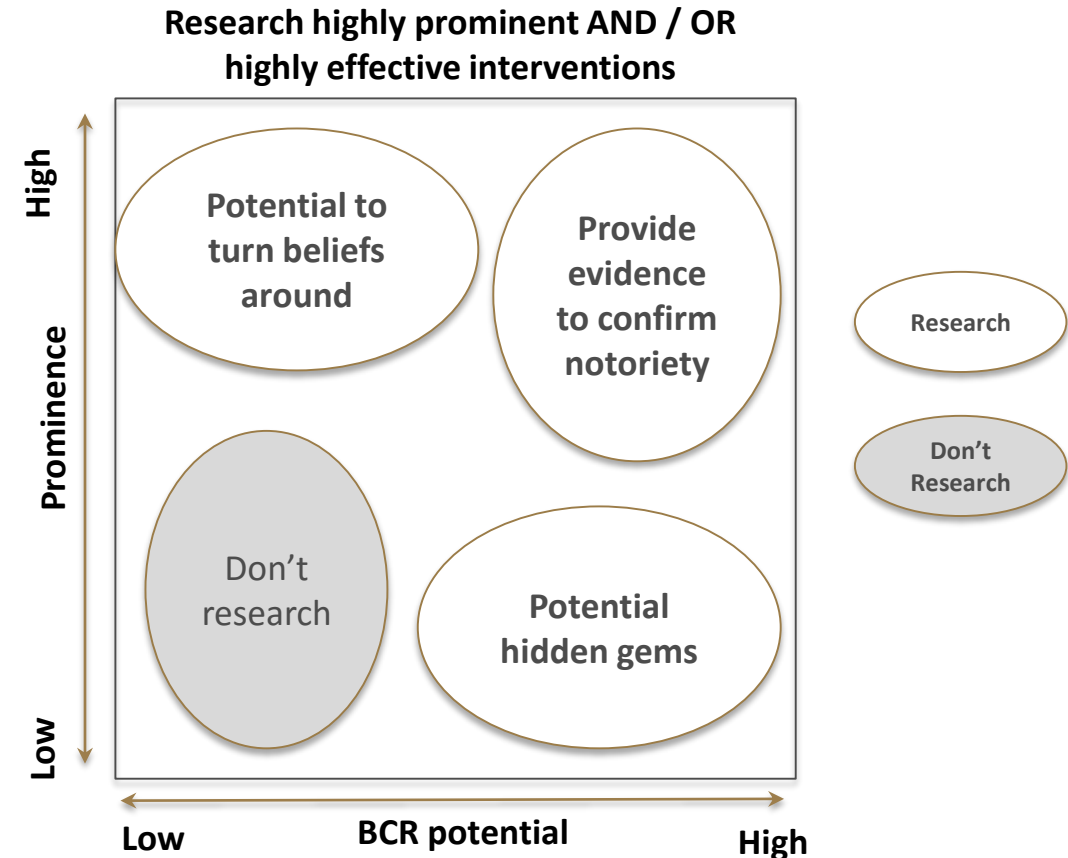 Research highly prominent AND / OR
highly effective interventions
High
Prominence
Low
Potential to
turn beliefs
around
Provide
evidence
to confirm
notoriety
Don’t
research
Potential
hidden gems
Low
BCR potential
High
Research
Don’t
Research